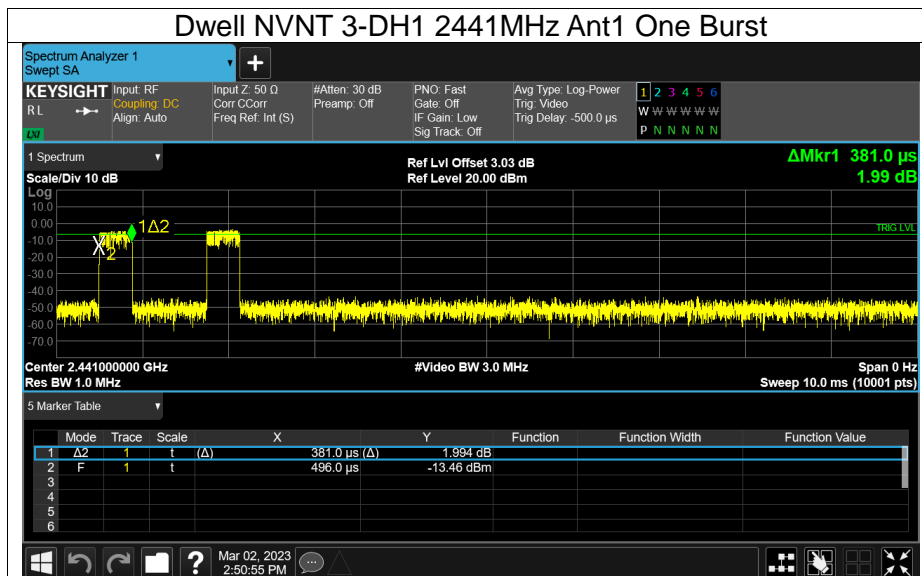 Dwell NVNT 3-DH1 2441MHz Ant1 One Burst
Spectrum Analyzer 1
Swept SA
+
KEYSIGHT Input: RF Input Z: 50 Ω #Atten: 30 dB PNO: Fast Avg Type: Log-Power 1 2 3 4 5 6
RL Coupling: DC Corr CCorr Preamp: Off Gate: Off Trig: Video W W W W W W
Align: Auto Freq Ref: Int (S) IF Gain: Low Trig Delay: -500.0 µs
LXI Sig Track: Off P N N N N N
1 Spectrum Ref Lvl Offset 3.03 dB ΔMkr1 381.0 µs
Scale/Div 10 dB Ref Level 20.00 dBm 1.99 dB
Log
10.0
0.00 1Δ2 TRIG LVL
-10.0 2
-20.0
-30.0
-40.0
-50.0
-60.0
-70.0
Center 2.441000000 GHz #Video BW 3.0 MHz Span 0 Hz
Res BW 1.0 MHz Sweep 10.0 ms (10001 pts)
5 Marker Table
Mode Trace Scale X Y Function Function Width Function Value
1 Δ2 1 t (Δ) 381.0 µs (Δ) 1.994 dB
2 F 1 t 496.0 µs -13.46 dBm
3
4
5
6
? Mar 02, 2023
2:50:55 PM